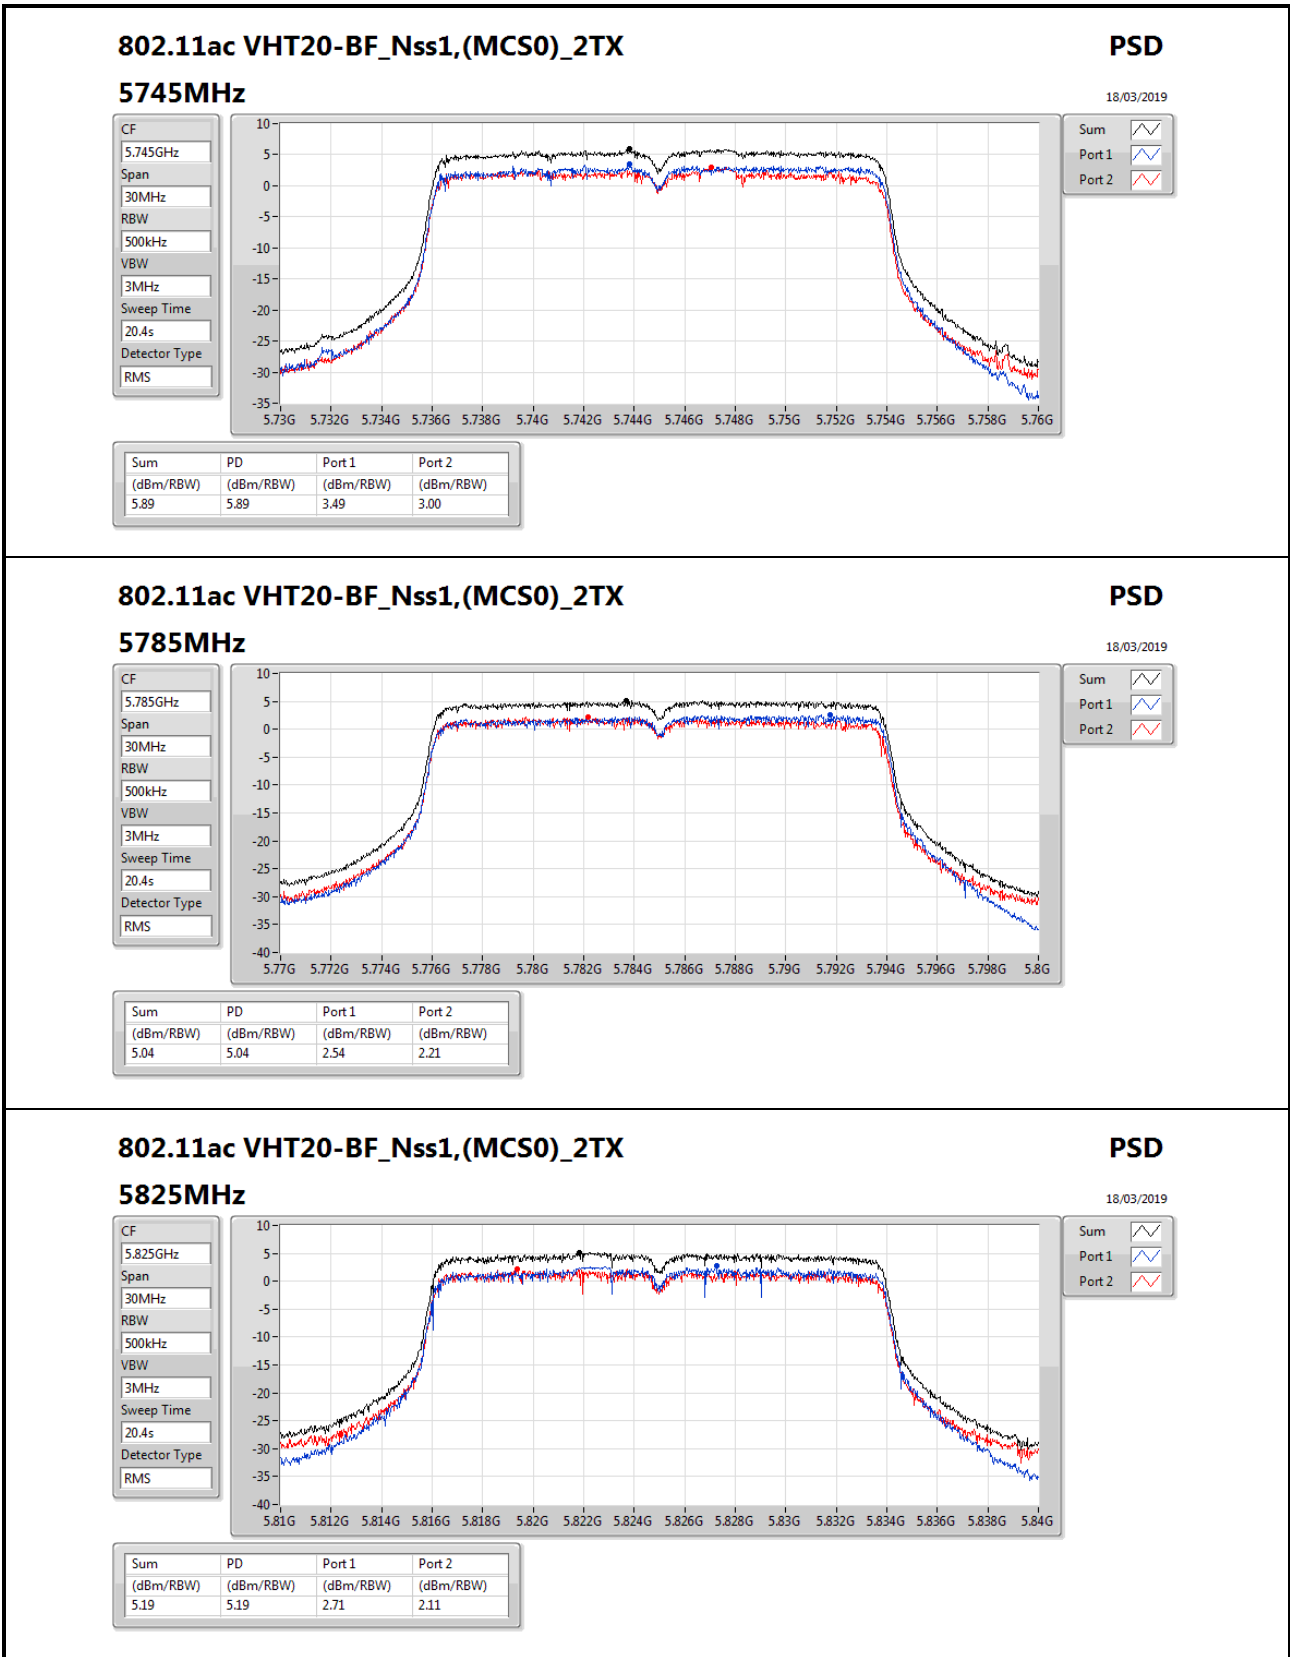 802.11ac VHT20-BF_Nss1,(MCS0)_2TX PSD
5745MHz 18/03/2019
CF
5.745GHz
Span
30MHz
RBW
500kHz
VBW
3MHz
Sweep Time
20.4s
Detector Type
RMS
10
5
0
-5
-10
-15
-20
-25
-30
-35
5.73G 5.732G 5.734G 5.736G 5.738G 5.74G 5.742G 5.744G 5.746G 5.748G 5.75G 5.752G 5.754G 5.756G 5.758G 5.76G
Sum
Port 1
Port 2
Sum PD Port 1 Port 2
(dBm/RBW) (dBm/RBW) (dBm/RBW) (dBm/RBW)
5.89 5.89 3.49 3.00
802.11ac VHT20-BF_Nss1,(MCS0)_2TX PSD
5785MHz 18/03/2019
CF
5.785GHz
Span
30MHz
RBW
500kHz
VBW
3MHz
Sweep Time
20.4s
Detector Type
RMS
10
5
0
-5
-10
-15
-20
-25
-30
-35
-40
5.77G 5.772G 5.774G 5.776G 5.778G 5.78G 5.782G 5.784G 5.786G 5.788G 5.79G 5.792G 5.794G 5.796G 5.798G 5.8G
Sum
Port 1
Port 2
Sum PD Port 1 Port 2
(dBm/RBW) (dBm/RBW) (dBm/RBW) (dBm/RBW)
5.04 5.04 2.54 2.21
802.11ac VHT20-BF_Nss1,(MCS0)_2TX PSD
5825MHz 18/03/2019
CF
5.825GHz
Span
30MHz
RBW
500kHz
VBW
3MHz
Sweep Time
20.4s
Detector Type
RMS
10
5
0
-5
-10
-15
-20
-25
-30
-35
-40
5.81G 5.812G 5.814G 5.816G 5.818G 5.82G 5.822G 5.824G 5.826G 5.828G 5.83G 5.832G 5.834G 5.836G 5.838G 5.84G
Sum
Port 1
Port 2
Sum PD Port 1 Port 2
(dBm/RBW) (dBm/RBW) (dBm/RBW) (dBm/RBW)
5.19 5.19 2.71 2.11